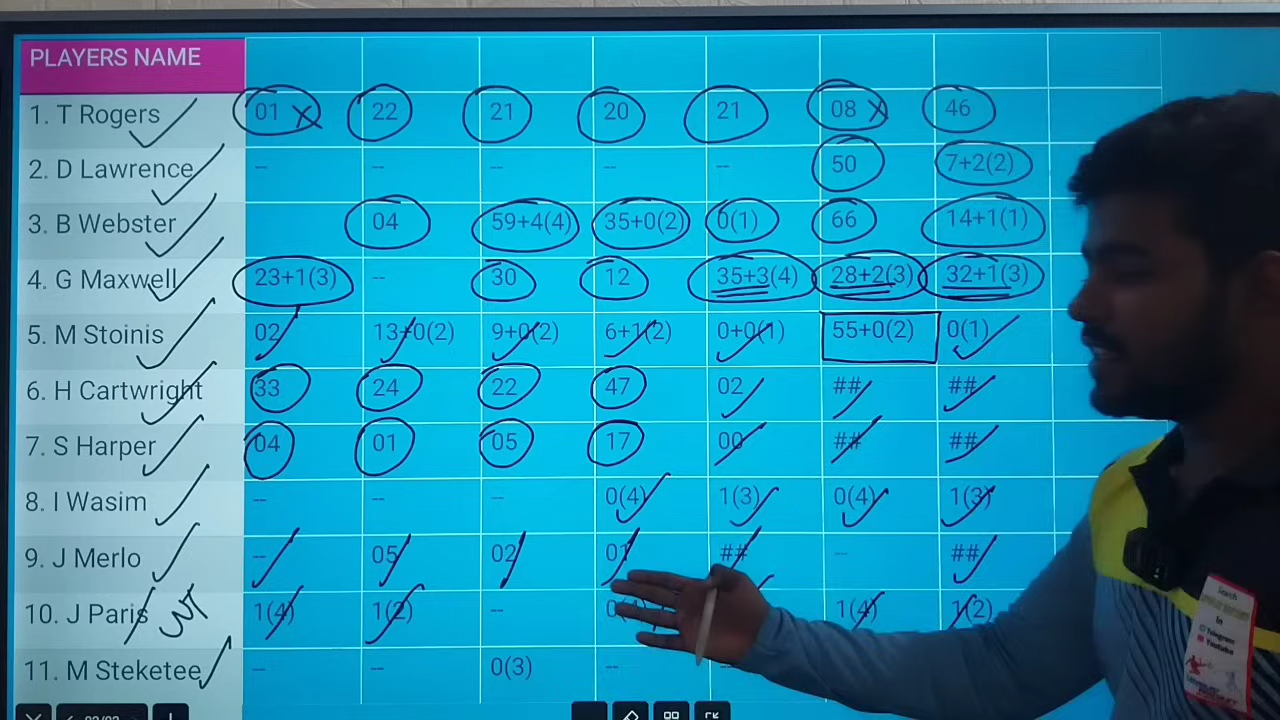 PLAYERS NAME
1. T Rogers 01 X 22 21 20 21 08 X 46
2. D Lawrence -- -- -- -- -- 50 7+2(2)
3. B Webster 04 59+4(4) 35+0(2) 0(1) 66 14+1(1)
4. G Maxwell 23+1(3) -- 30 12 35+3(4) 28+2(3) 32+1(3)
5. M Stoinis 02 13+0(2) 9+0(2) 6+1(2) 0+0(1) 55+0(2) 0(1)
6. H Cartwright 33 24 22 47 02 ## ##
7. S Harper 04 01 05 17 00 ## ##
8. I Wasim -- -- -- 0(4) 1(3) 0(4) 1(3)
9. J Merlo -- 05 02 01 ## -- ##
10. J Paris 1(4) 1(2) -- 1(4) 1(2)
11. M Steketee -- -- 0(3) -- --
Search
In
Telegram
Youtube